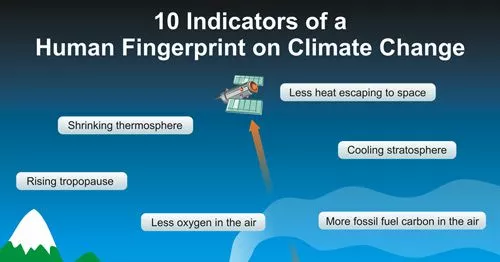 10 Indicators of a
Human Fingerprint on Climate Change
Less heat escaping to space
Shrinking thermosphere
Cooling stratosphere
Rising tropopause
Less oxygen in the air
More fossil fuel carbon in the air